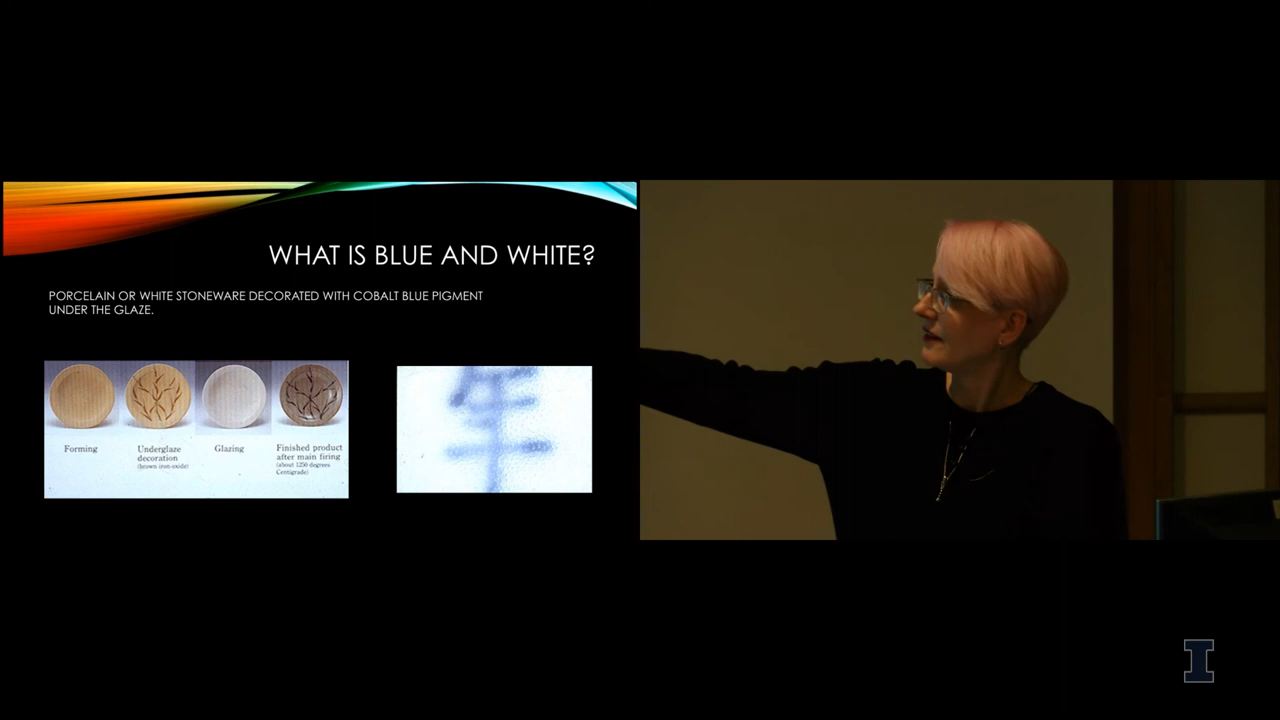 WHAT IS BLUE AND WHITE?
PORCELAIN OR WHITE STONEWARE DECORATED WITH COBALT BLUE PIGMENT
UNDER THE GLAZE.
Forming
Underglaze
decoration
(brown iron-oxide)
Glazing
Finished product
after main firing
(about 1250 degrees
Centigrade)
I